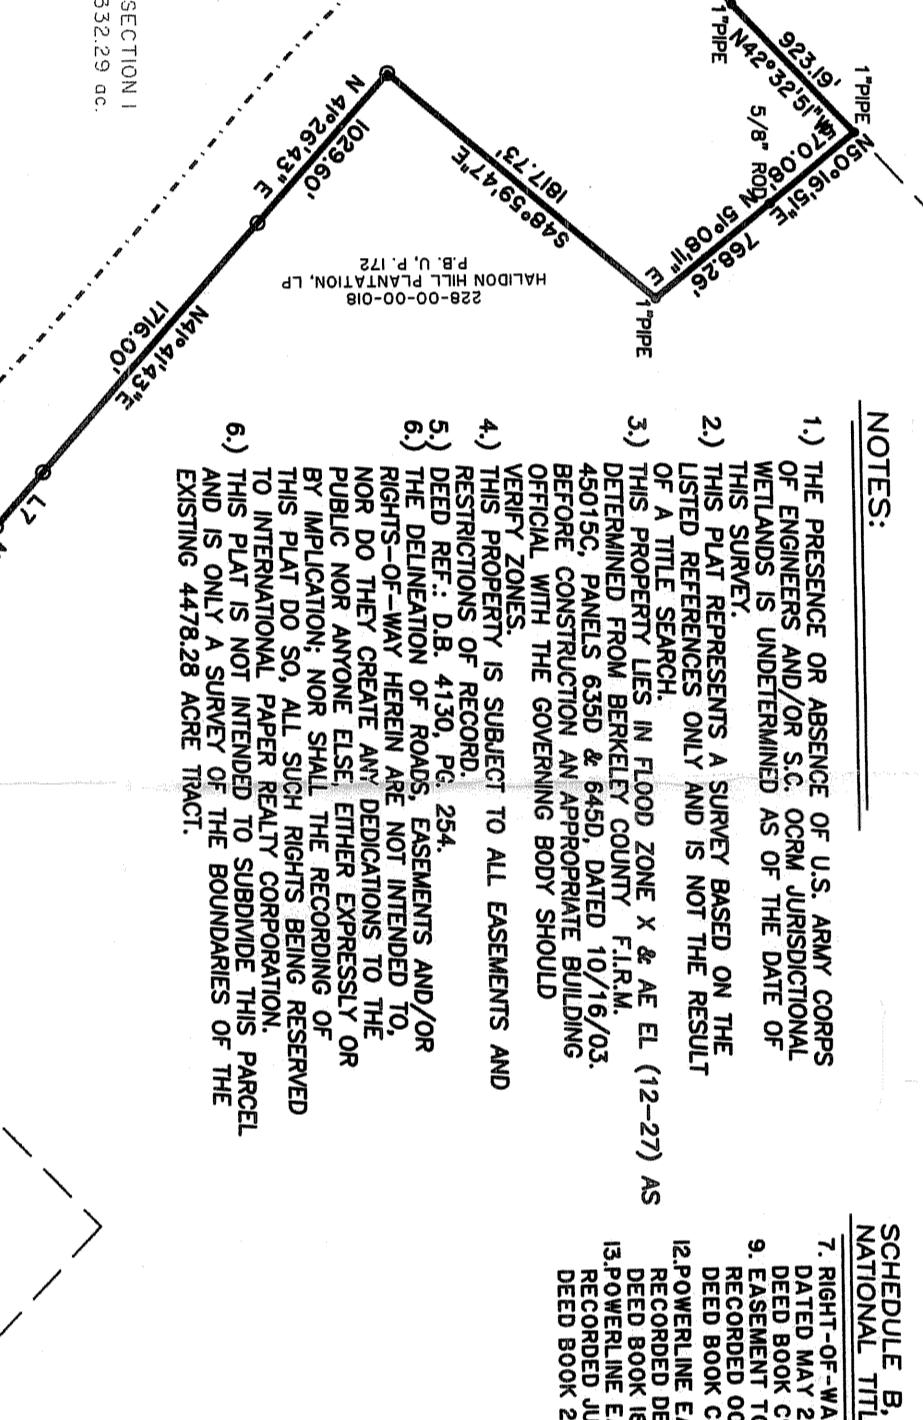 NOTES:
1.) THE PRESENCE OR ABSENCE OF U.S. ARMY CORPS
OF ENGINEERS AND/OR S.C. OCRM JURISDICTIONAL
WETLANDS IS UNDETERMINED AS OF THE DATE OF
THIS SURVEY.
2.) THIS PLAT REPRESENTS A SURVEY BASED ON THE
LISTED REFERENCES ONLY AND IS NOT THE RESULT
OF A TITLE SEARCH.
3.) THIS PROPERTY LIES IN FLOOD ZONE X & AE EL (12-27) AS
DETERMINED FROM BERKELEY COUNTY F.I.R.M.
45015C, PANELS 635D & 645D, DATED 10/16/03.
BEFORE CONSTRUCTION AN APPROPRIATE BUILDING
OFFICIAL WITH THE GOVERNING BODY SHOULD
VERIFY ZONES.
4.) THIS PROPERTY IS SUBJECT TO ALL EASEMENTS AND
RESTRICTIONS OF RECORD.
5.) DEED REF.: D.B. 4130, PG. 254.
6.) THE DELINEATION OF ROADS, EASEMENTS AND/OR
RIGHTS-OF-WAY HEREIN ARE NOT INTENDED TO,
NOR DO THEY CREATE ANY DEDICATIONS TO THE
PUBLIC NOR ANYONE ELSE, EITHER EXPRESSLY OR
BY IMPLICATION; NOR SHALL THE RECORDING OF
THIS PLAT DO SO, ALL SUCH RIGHTS BEING RESERVED
TO INTERNATIONAL PAPER REALTY CORPORATION.
6.) THIS PLAT IS NOT INTENDED TO SUBDIVIDE THIS PARCEL
AND IS ONLY A SURVEY OF THE BOUNDARIES OF THE
EXISTING 4478.28 ACRE TRACT.
SCHEDULE B,
NATIONAL TITL
7. RIGHT-OF-WA
DATED MAY 2
DEED BOOK C
9. EASEMENT TO
RECORDED OC
DEED BOOK C
12.POWERLINE EA
RECORDED DE
DEED BOOK 18
13.POWERLINE EA
RECORDED JU
DEED BOOK 2
1"PIPE
923.19'
N42°32'51"W
1"PIPE
570.08'
N50°16'51"E
5/8" ROD
N 51°08'11" E
768.26'
1"PIPE
S48°59'47"E
1817.73'
228-00-00-018
HALIDON HILL PLANTATION, LP
P.B. U, P. 172
1029.60'
N 41°26'43" E
N41°41'43"E
1716.00'
L7
SECTION 1
332.29 ac.